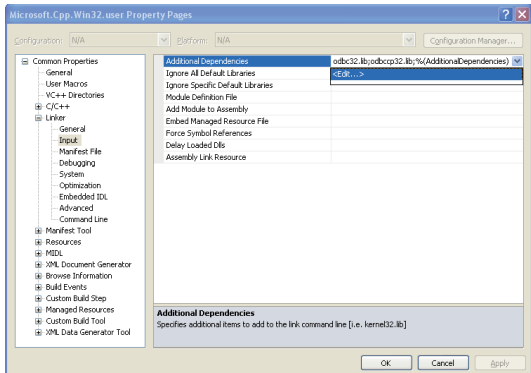 Microsoft.Cpp.Win32.user Property Pages
Configuration: N/A Platform: N/A Configuration Manager...
Common Properties
General
User Macros
VC++ Directories
C/C++
Linker
General
Input
Manifest File
Debugging
System
Optimization
Embedded IDL
Advanced
Command Line
Manifest Tool
Resources
MIDL
XML Document Generator
Browse Information
Build Events
Custom Build Step
Managed Resources
Custom Build Tool
XML Data Generator Tool
Additional Dependencies odbc32.lib;odbccp32.lib;%(AdditionalDependencies)
Ignore All Default Libraries <Edit...>
Ignore Specific Default Libraries
Module Definition File
Add Module to Assembly
Embed Managed Resource File
Force Symbol References
Delay Loaded Dlls
Assembly Link Resource
Additional Dependencies
Specifies additional items to add to the link command line [i.e. kernel32.lib]
OK Cancel Apply